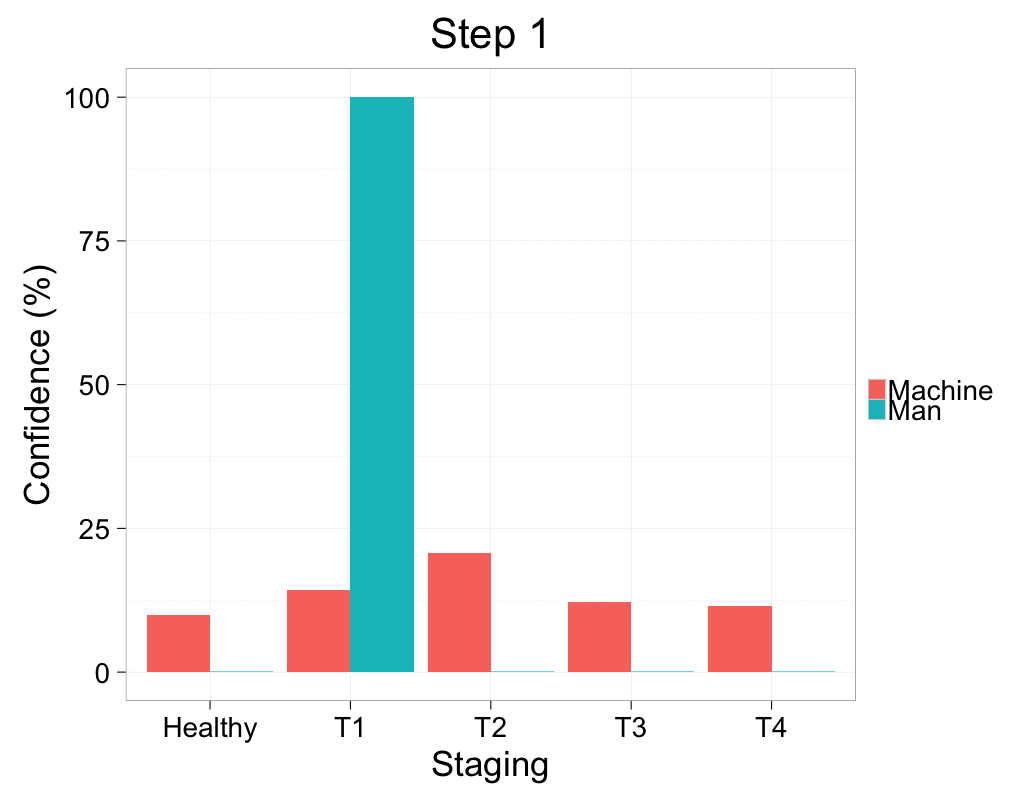 Step 1
Confidence (%)
100
75
50
25
0
Healthy T1 T2 T3 T4
Staging
Machine
Man